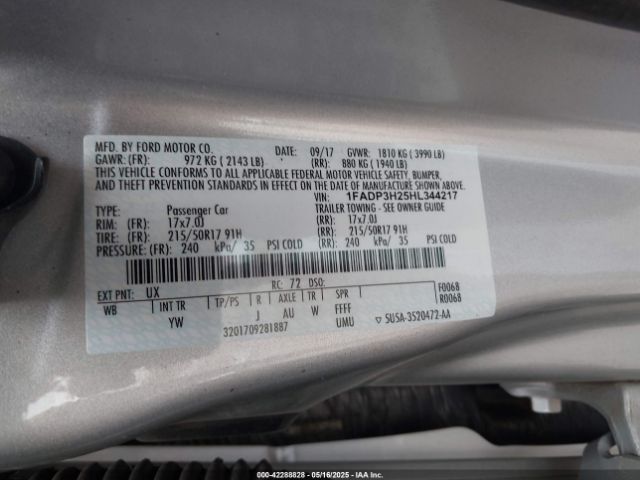 MFD. BY FORD MOTOR CO. DATE: 09/17 GVWR: 1810 KG ( 3990 LB)
GAWR: (FR): 972 KG ( 2143 LB) (RR): 880 KG ( 1940 LB)
THIS VEHICLE CONFORMS TO ALL APPLICABLE FEDERAL MOTOR VEHICLE SAFETY, BUMPER,
AND THEFT PREVENTION STANDARDS IN EFFECT ON THE DATE OF MANUFACTURE SHOWN ABOVE.
VIN: 1FADP3H25HL344217
TYPE: Passenger Car TRAILER TOWING - SEE OWNER GUIDE
RIM: (FR): 17x7.0J (RR): 17x7.0J
TIRE: (FR): 215/50R17 91H (RR): 215/50R17 91H
PRESSURE: (FR): 240 kPa/ 35 PSI COLD (RR): 240 kPa/ 35 PSI COLD
EXT PNT: UX RC: 72 DSO: F0068
WB INT TR TP/PS R AXLE TR SPR R0068
YW J AU W FFFF
3201709281887 UMU ▽ 5USA-3520472-AA
000-42288828 - 05/16/2025 - IAAI - COPART